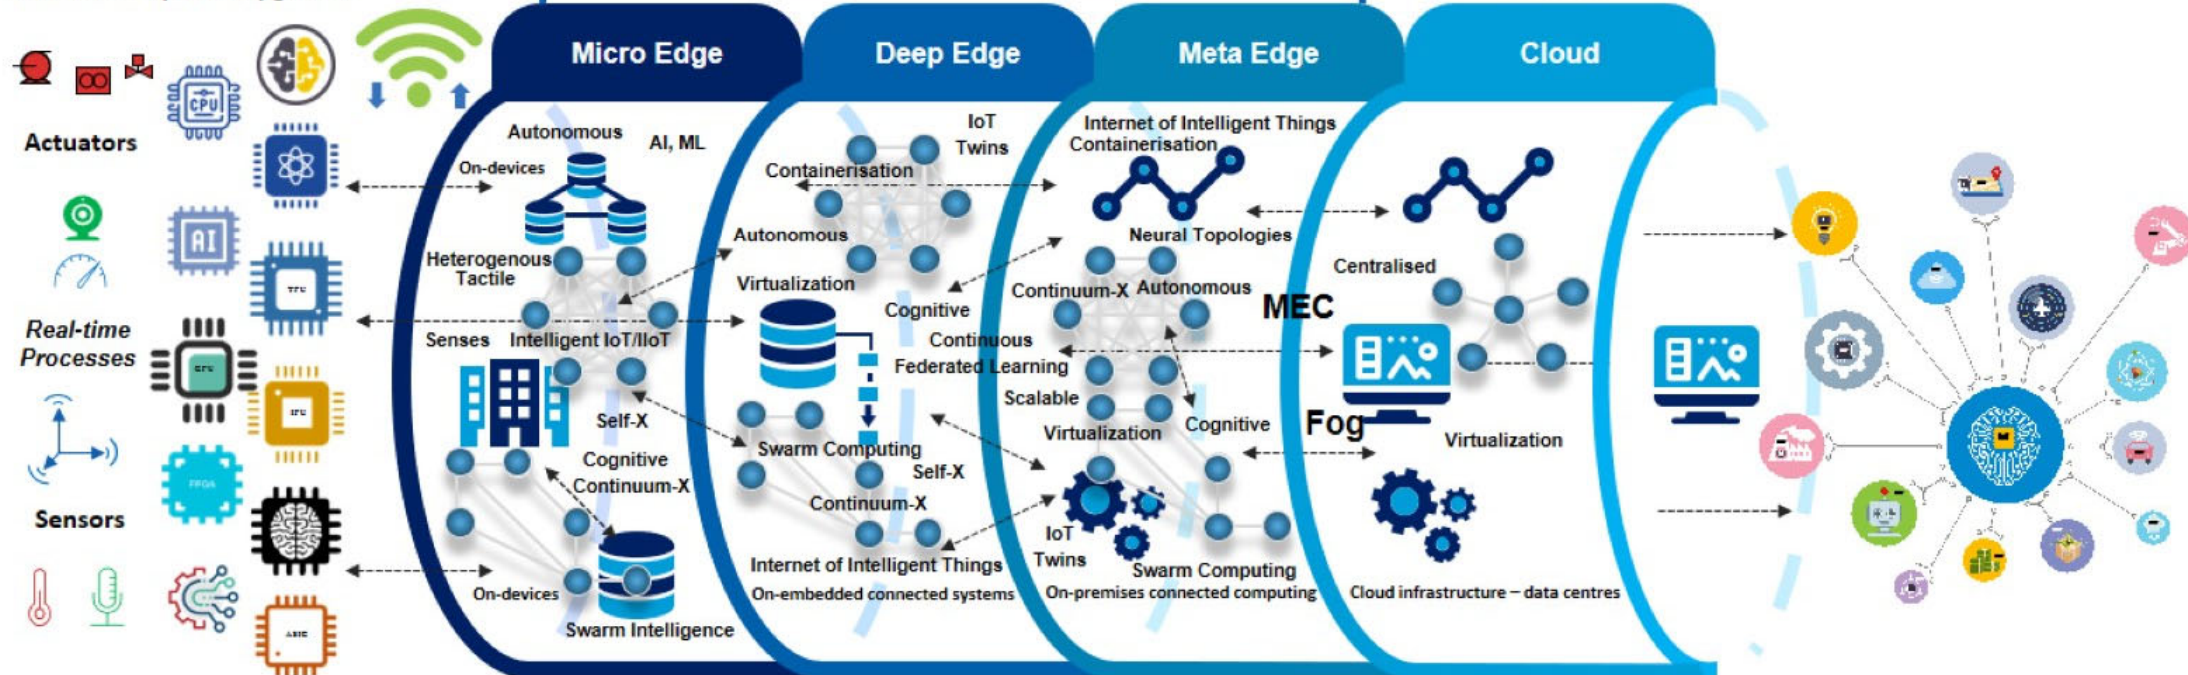 Micro Edge
Deep Edge
Meta Edge
Cloud
Actuators
Real-time
Processes
Sensors
CPU
AI
TPU
FPGA
ASIC
Autonomous
AI, ML
On-devices
Heterogenous
Tactile
Senses
Intelligent IoT/IIoT
Self-X
Cognitive
Continuum-X
On-devices
Swarm Intelligence
IoT
Twins
Containerisation
Autonomous
Virtualization
Cognitive
Continuous
Federated Learning
Swarm Computing
Self-X
Continuum-X
Internet of Intelligent Things
On-embedded connected systems
Internet of Intelligent Things
Containerisation
Neural Topologies
Continuum-X
Autonomous
Scalable
Virtualization
Cognitive
IoT
Twins
Swarm Computing
On-premises connected computing
MEC
Fog
Centralised
Virtualization
Cloud infrastructure – data centres